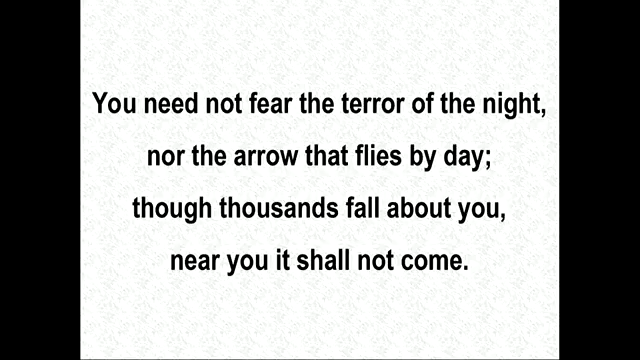 You need not fear the terror of the night,
nor the arrow that flies by day;
though thousands fall about you,
near you it shall not come.